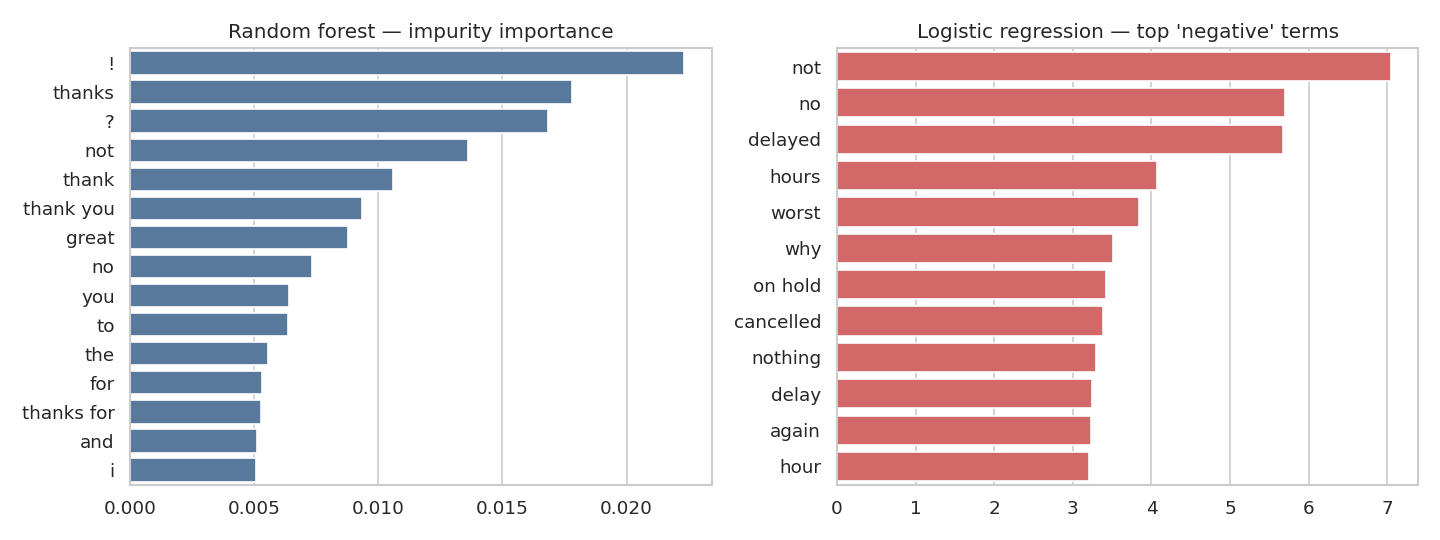 Random forest — impurity importance
!
thanks
?
not
thank
thank you
great
no
you
to
the
for
thanks for
and
i
0.000 0.005 0.010 0.015 0.020
Logistic regression — top 'negative' terms
not
no
delayed
hours
worst
why
on hold
cancelled
nothing
delay
again
hour
0 1 2 3 4 5 6 7